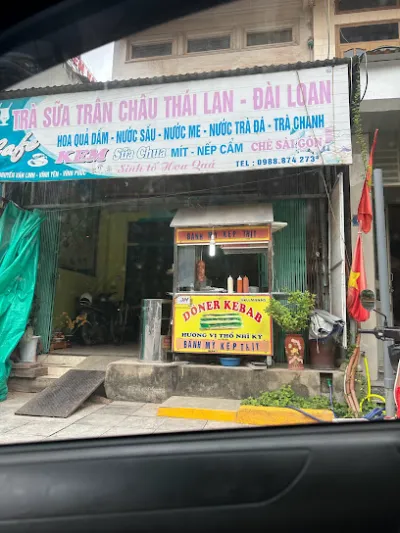 TRÀ SỮA TRÂN CHÂU THÁI LAN - ĐÀI LOAN
Cafe
HOA QUẢ DẦM - NƯỚC SẤU - NƯỚC ME - NƯỚC TRÀ ĐÁ - TRÀ CHANH
KEM Sữa Chua MÍT - NẾP CẨM CHÈ SÀI GÒN
Sinh tố Hoa Quả
TEL : 0988.874.273
BÁNH MỲ KẸP THỊT
DÖNER KEBAB
HƯƠNG VỊ THỔ NHĨ KỲ
BÁNH MỲ KẸP THỊT